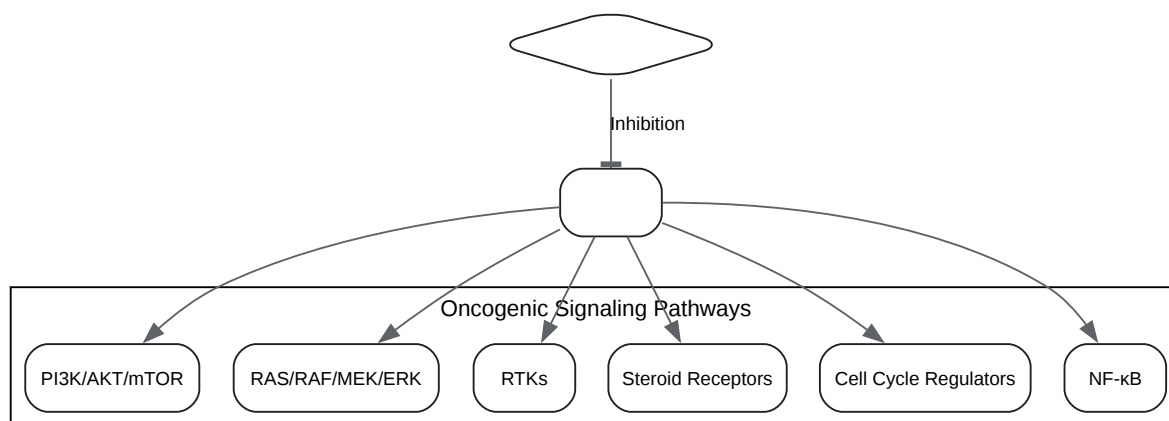 Inhibition
Oncogenic Signaling Pathways
PI3K/AKT/mTOR
RAS/RAF/MEK/ERK
RTKs
Steroid Receptors
Cell Cycle Regulators
NF-κB